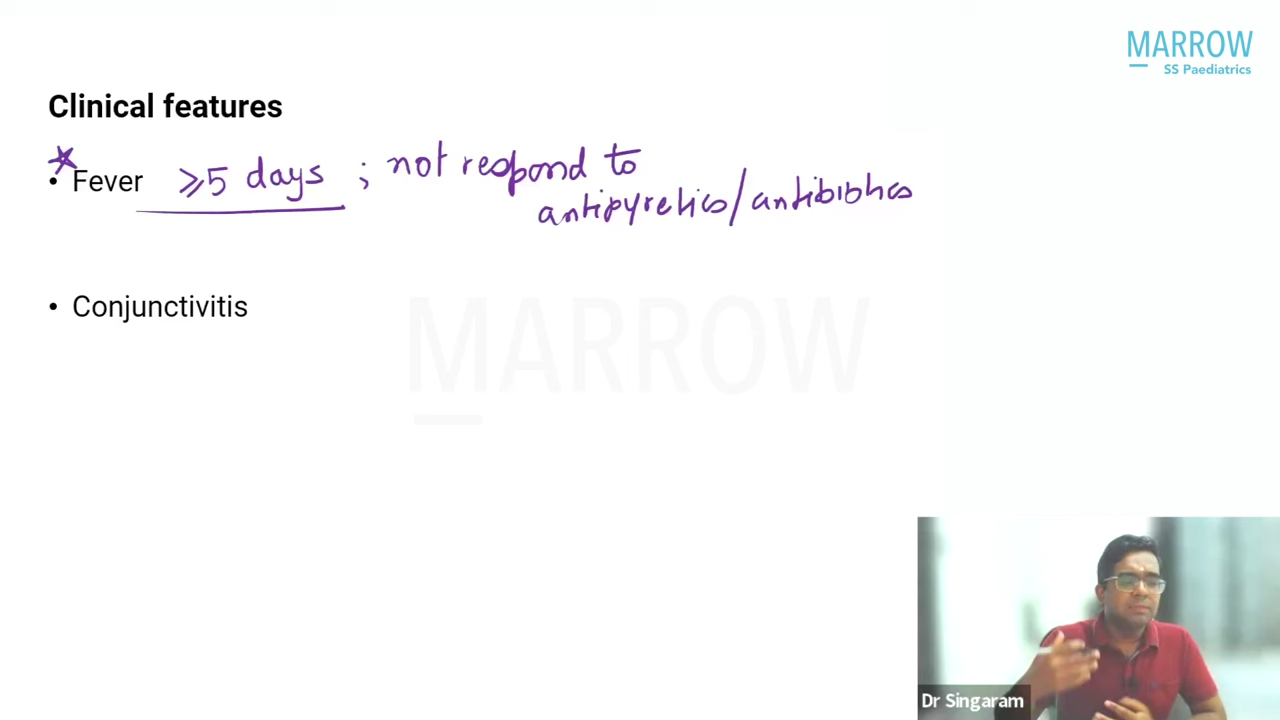 MARROW
SS Paediatrics
Clinical features
• Fever ≥5 days ; not respond to
antipyretics/antibiotics
• Conjunctivitis
MARROW
Dr Singaram